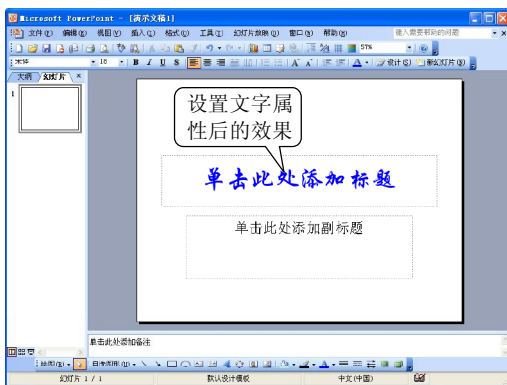 Microsoft PowerPoint - [演示文稿1]
文件(F) 编辑(E) 视图(V) 插入(I) 格式(O) 工具(T) 幻灯片放映(D) 窗口(W) 帮助(H) 键入需要帮助的问题
57%
宋体 18 B I U S A A A 设计(S) 新幻灯片(N)
大纲 幻灯片 ×
1
设置文字属
性后的效果
单击此处添加标题
单击此处添加副标题
单击此处添加备注
绘图(R) 自选图形(U)
幻灯片 1 / 1 默认设计模板 中文(中国)